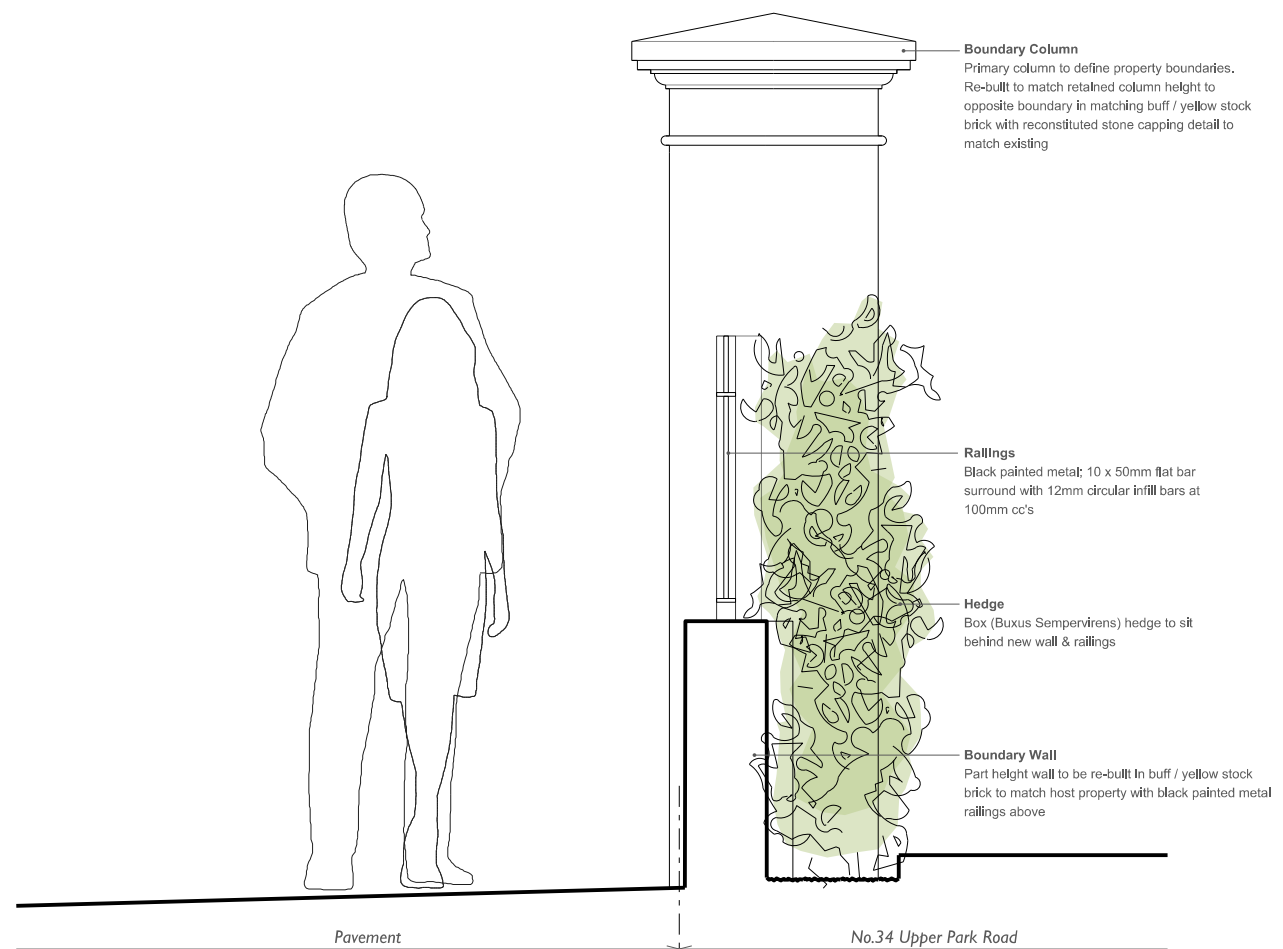 Boundary Column
Primary column to define property boundaries.
Re-built to match retained column height to
opposite boundary in matching buff / yellow stock
brick with reconstituted stone capping detail to
match existing
Railings
Black painted metal; 10 x 50mm flat bar
surround with 12mm circular infill bars at
100mm cc's
Hedge
Box (Buxus Sempervirens) hedge to sit
behind new wall & railings
Boundary Wall
Part height wall to be re-built in buff / yellow stock
brick to match host property with black painted metal
railings above
Pavement
No.34 Upper Park Road